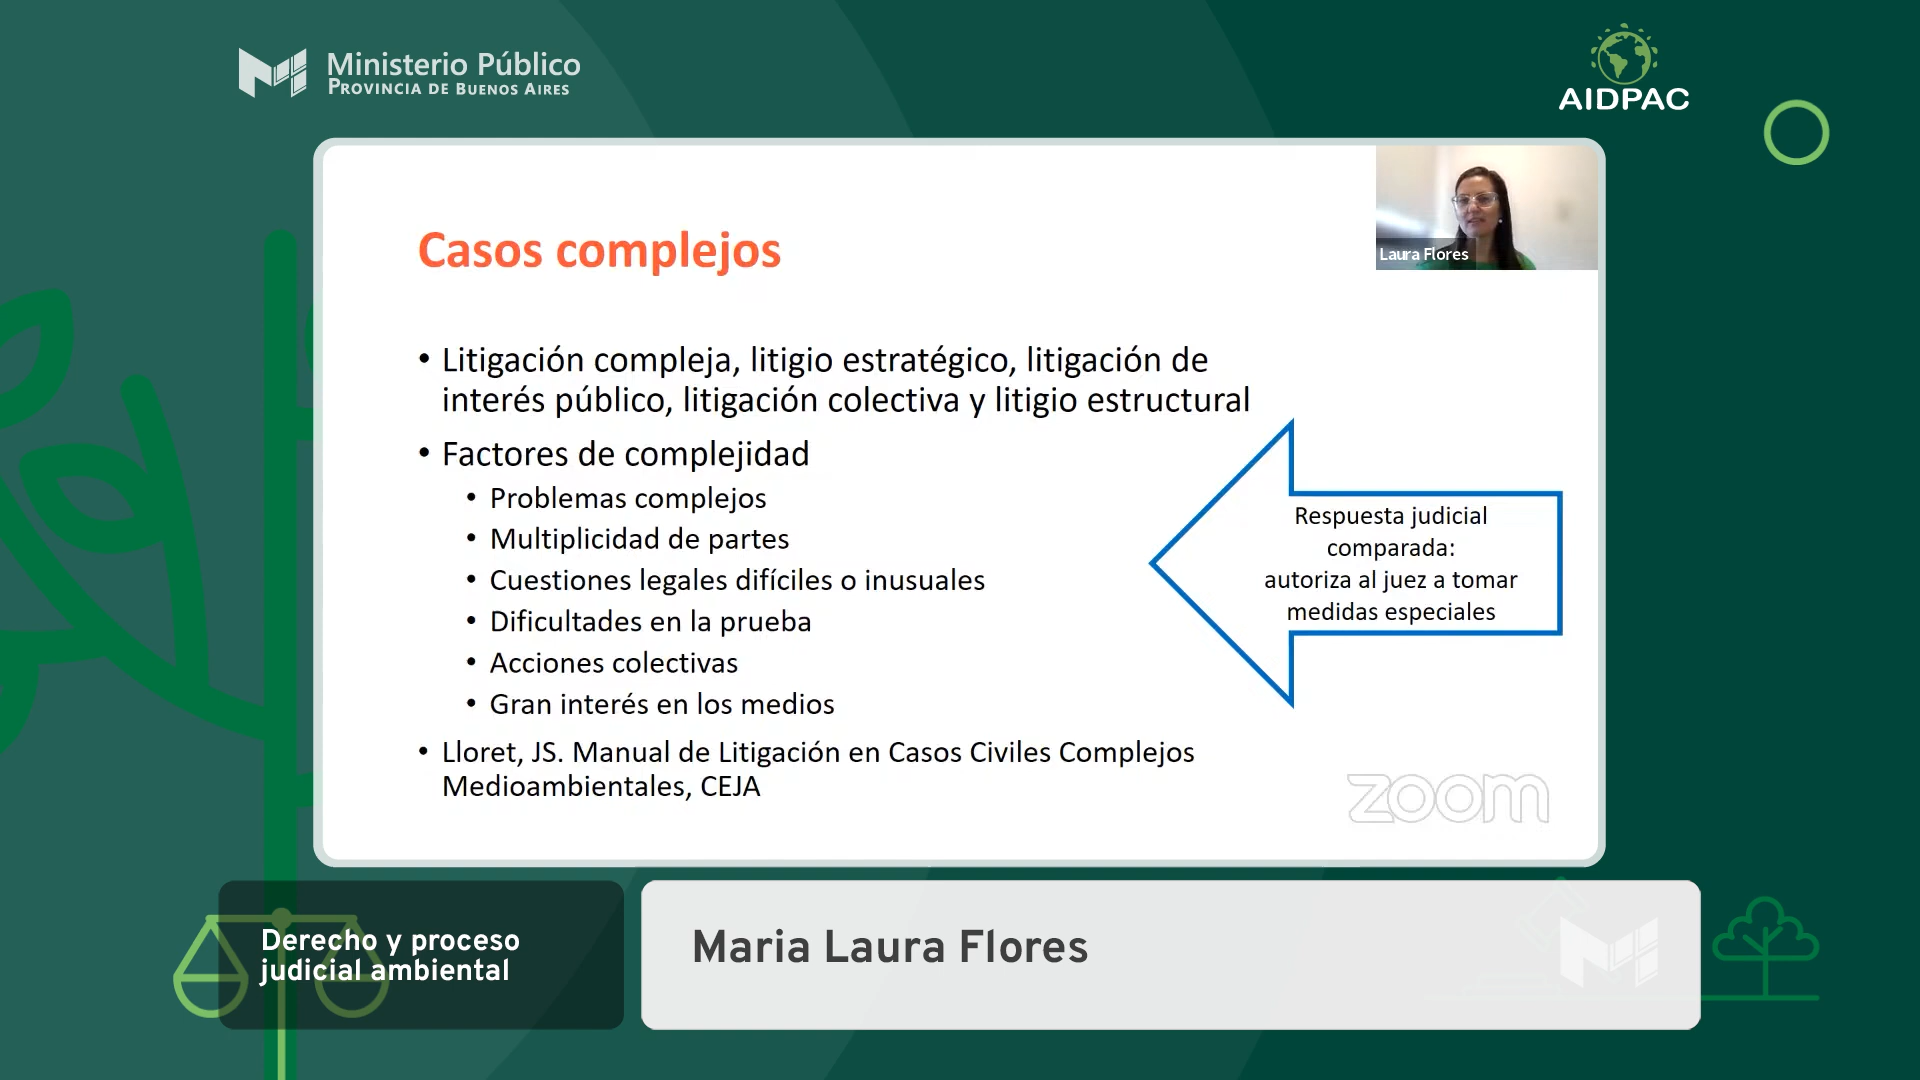 Ministerio Público
PROVINCIA DE BUENOS AIRES
AIDPAC
Laura Flores
Casos complejos
• Litigación compleja, litigio estratégico, litigación de
interés público, litigación colectiva y litigio estructural
• Factores de complejidad
• Problemas complejos
• Multiplicidad de partes
• Cuestiones legales difíciles o inusuales
• Dificultades en la prueba
• Acciones colectivas
• Gran interés en los medios
Respuesta judicial
comparada:
autoriza al juez a tomar
medidas especiales
• Lloret, JS. Manual de Litigación en Casos Civiles Complejos
Medioambientales, CEJA
zoom
Derecho y proceso
judicial ambiental
Maria Laura Flores